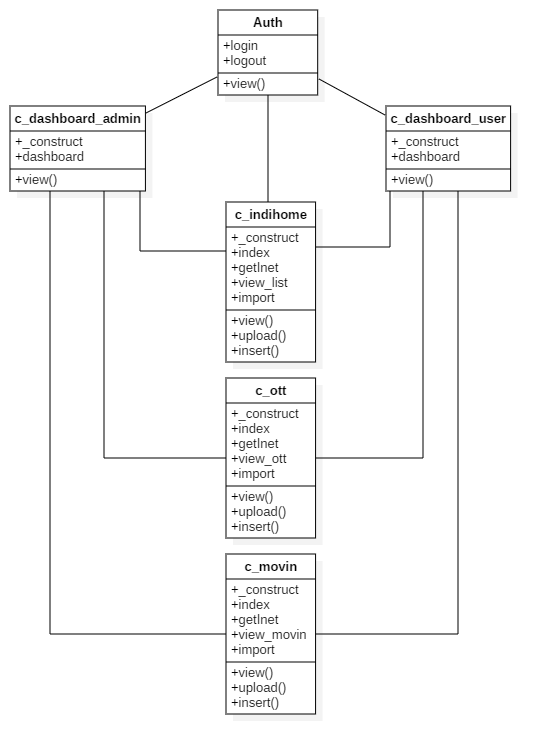 Auth
+login
+logout
+view()
c_dashboard_admin
+_construct
+dashboard
+view()
c_dashboard_user
+_construct
+dashboard
+view()
c_indihome
+_construct
+index
+getInet
+view_list
+import
+view()
+upload()
+insert()
c_ott
+_construct
+index
+getInet
+view_ott
+import
+view()
+upload()
+insert()
c_movin
+_construct
+index
+getInet
+view_movin
+import
+view()
+upload()
+insert()